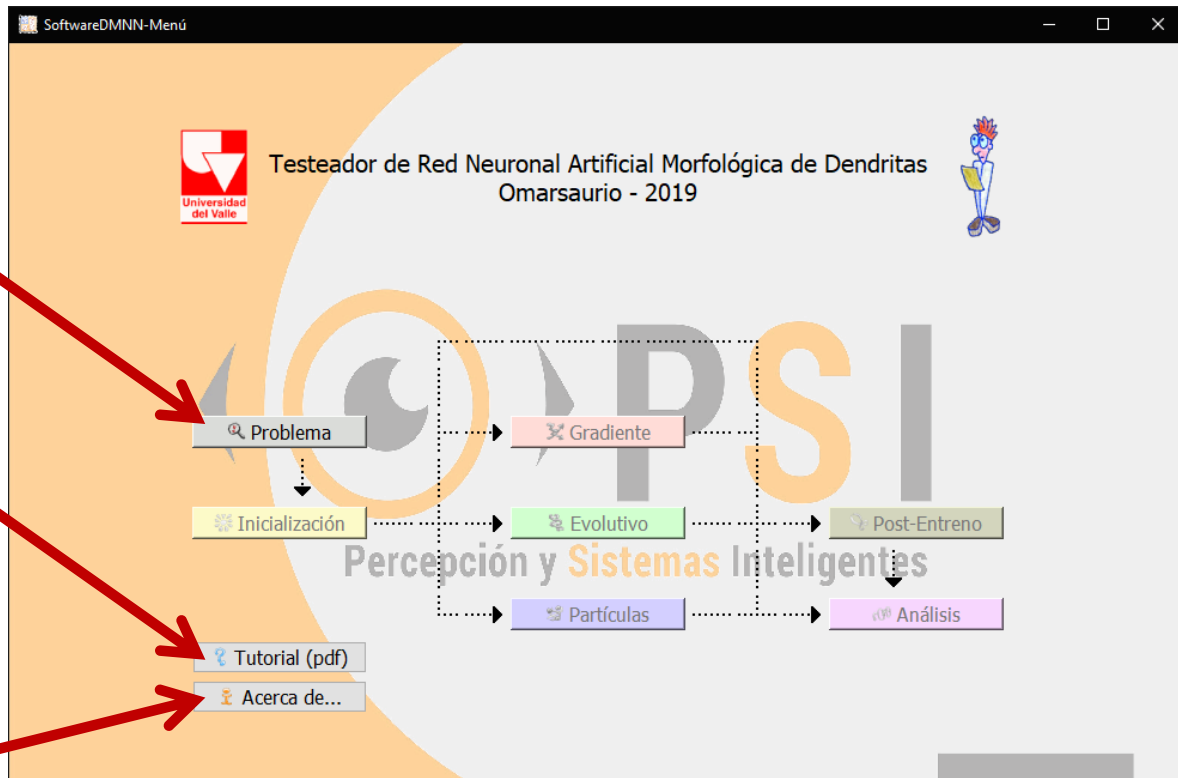 SoftwareDMNN-Menú
Universidad
del Valle
Testeador de Red Neuronal Artificial Morfológica de Dendritas
Omarsaurio - 2019
PSI
Problema
Gradiente
Inicialización
Evolutivo
Post-Entreno
Percepción y Sistemas Inteligentes
Partículas
Análisis
Tutorial (pdf)
Acerca de...